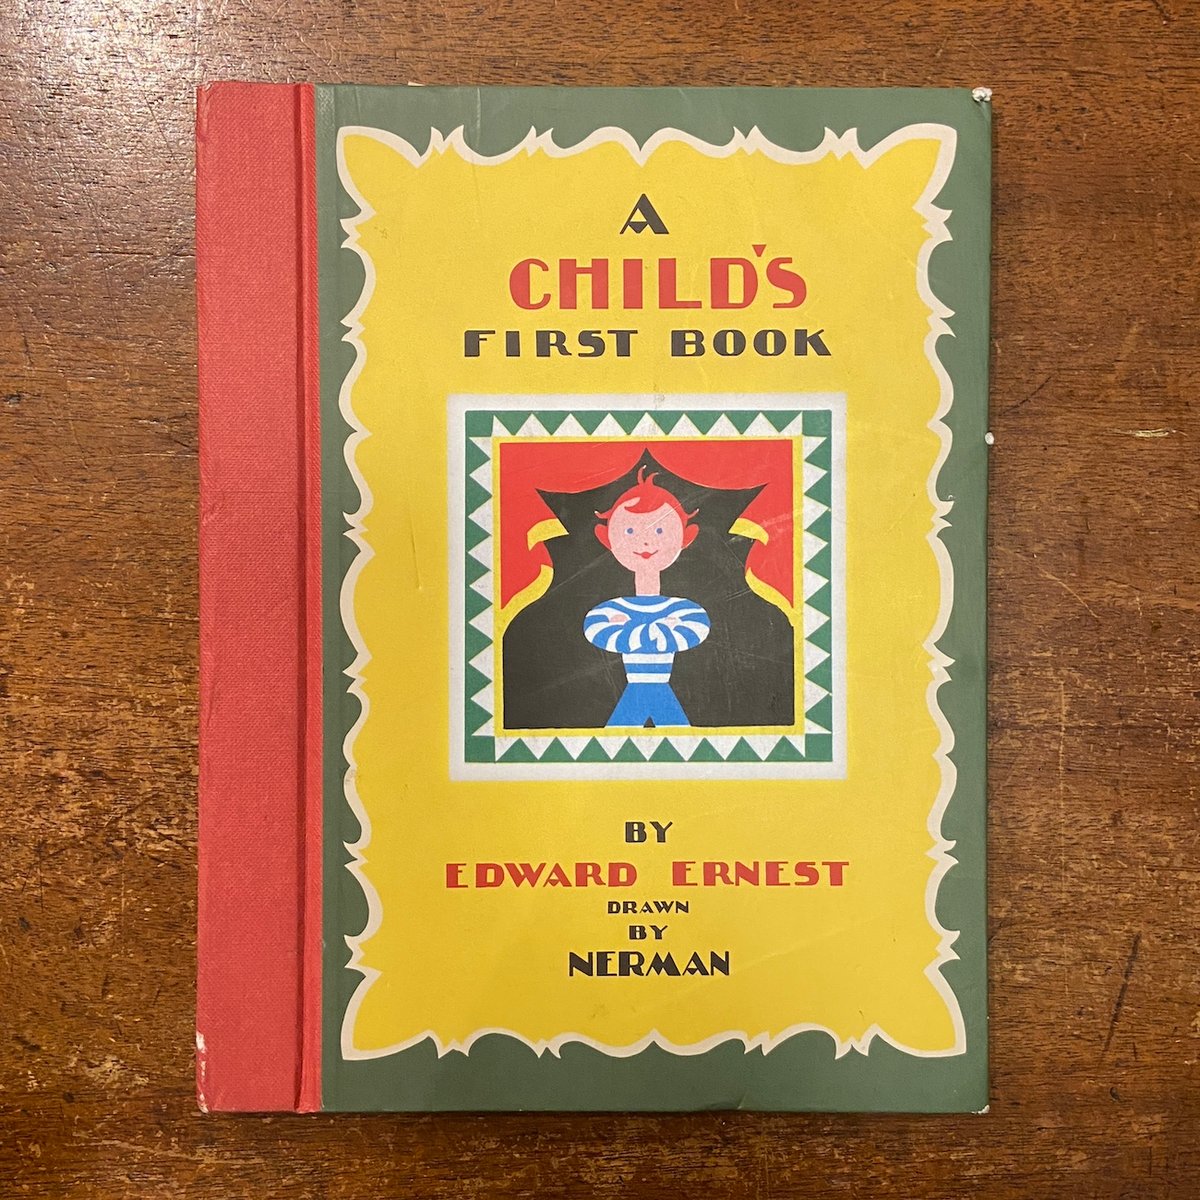 A
CHILD'S
FIRST BOOK
BY
EDWARD ERNEST
DRAWN
BY
NERMAN